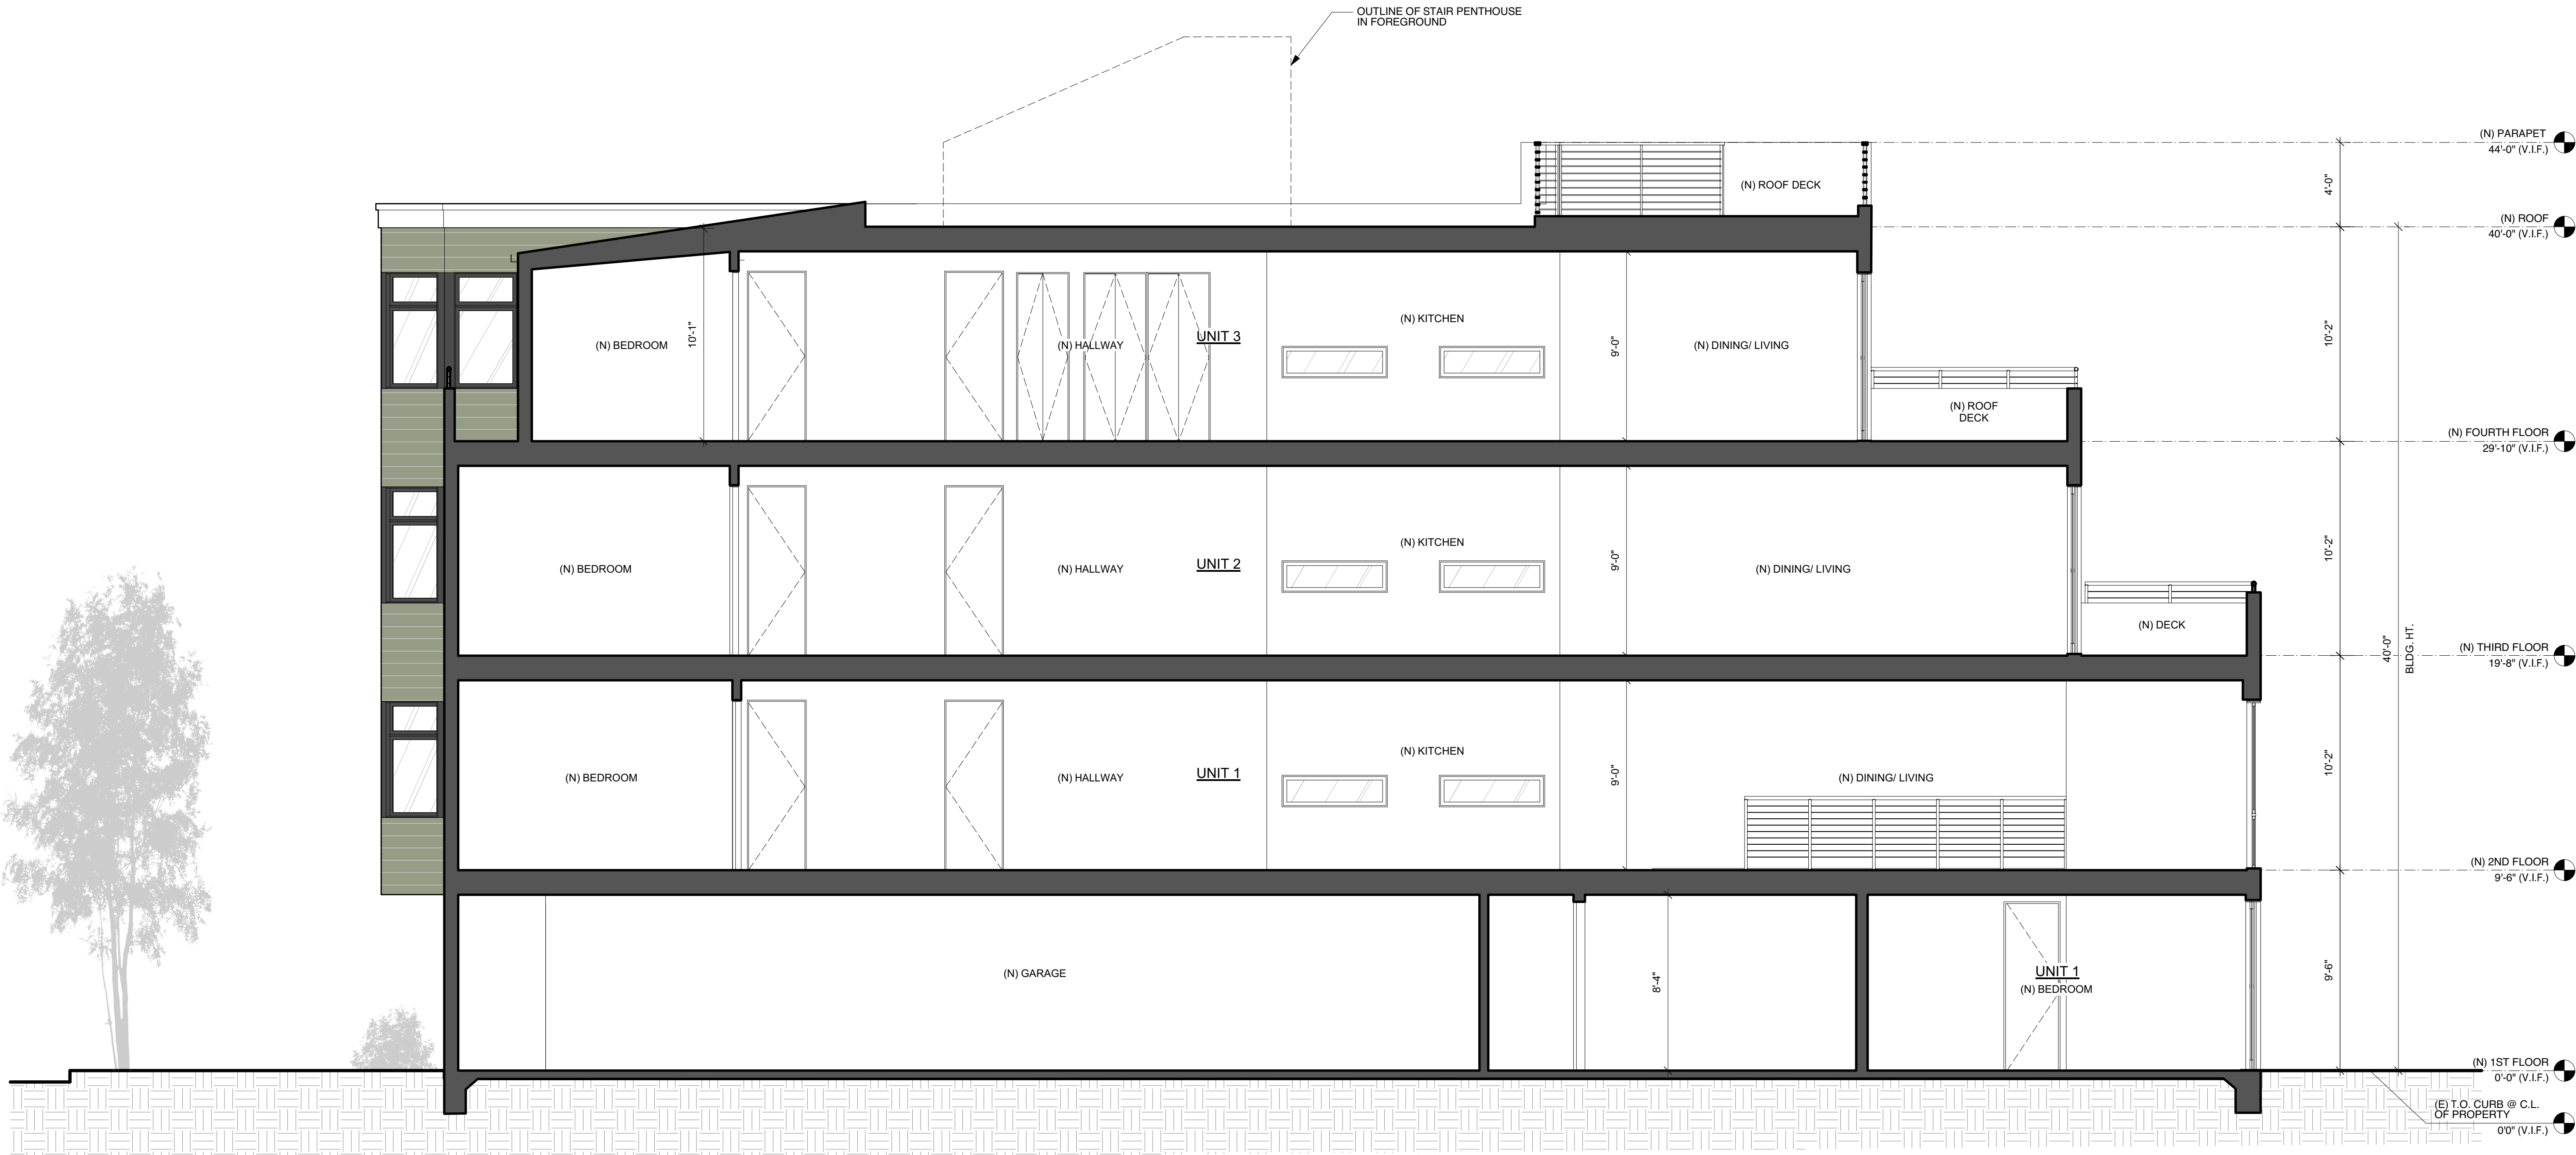 OUTLINE OF STAIR PENTHOUSE
IN FOREGROUND
(N) PARAPET
44'-0" (V.I.F.)
4'-0"
(N) ROOF DECK
(N) ROOF
40'-0" (V.I.F.)
(N) BEDROOM
10'-1"
(N) HALLWAY
UNIT 3
(N) KITCHEN
9'-0"
(N) DINING/ LIVING
10'-2"
(N) ROOF
DECK
(N) FOURTH FLOOR
29'-10" (V.I.F.)
(N) BEDROOM
(N) HALLWAY
UNIT 2
(N) KITCHEN
9'-0"
(N) DINING/ LIVING
10'-2"
(N) DECK
40'-0"
BLDG. HT.
(N) THIRD FLOOR
19'-8" (V.I.F.)
(N) BEDROOM
(N) HALLWAY
UNIT 1
(N) KITCHEN
9'-0"
(N) DINING/ LIVING
10'-2"
(N) 2ND FLOOR
9'-6" (V.I.F.)
(N) GARAGE
8'-4"
UNIT 1
(N) BEDROOM
9'-6"
(N) 1ST FLOOR
0'-0" (V.I.F.)
(E) T.O. CURB @ C.L.
OF PROPERTY
0'0" (V.I.F.)